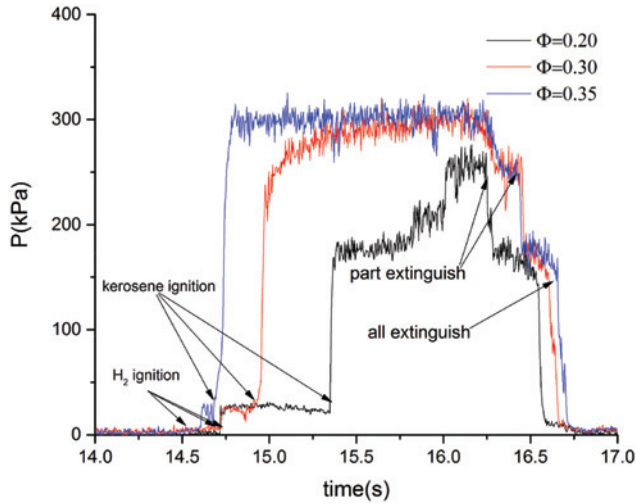 400
300
200
100
0
P(kPa)
Φ=0.20
Φ=0.30
Φ=0.35
kerosene ignition
H₂ ignition
part extinguish
all extinguish
14.0 14.5 15.0 15.5 16.0 16.5 17.0
time(s)